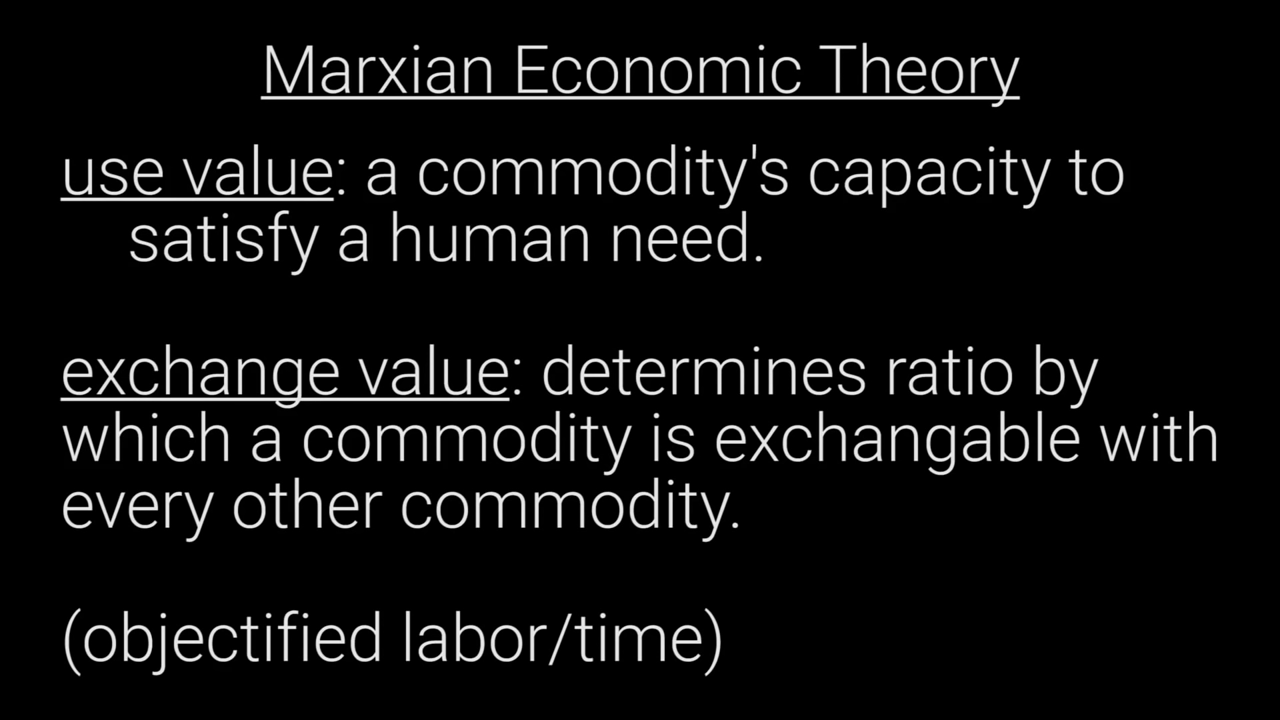 Marxian Economic Theory
use value: a commodity's capacity to
satisfy a human need.
exchange value: determines ratio by
which a commodity is exchangable with
every other commodity.
(objectified labor/time)